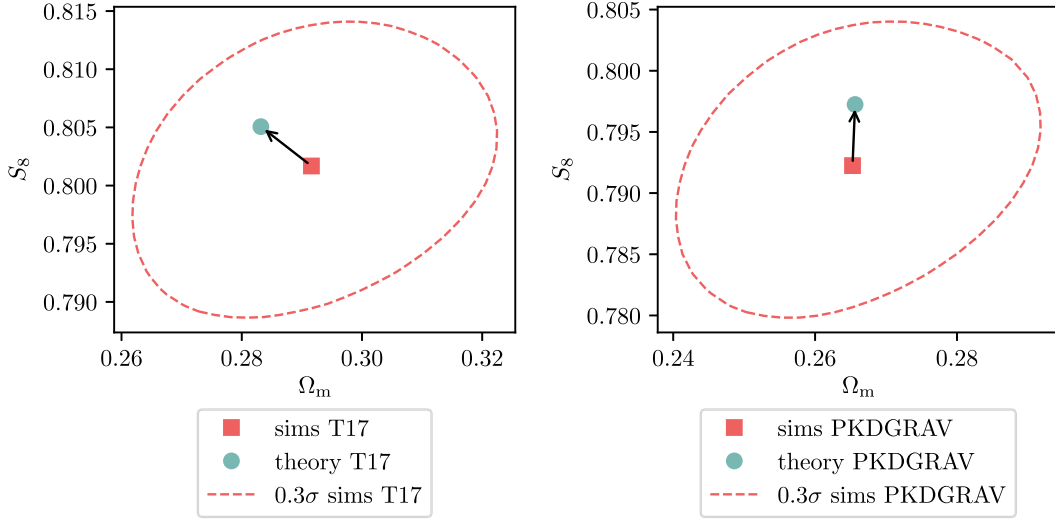 0.815
0.810
0.805
0.800
0.795
0.790
S₈
0.26
0.28
0.30
0.32
Ωₘ
sims T17
theory T17
0.3σ sims T17
0.805
0.800
0.795
0.790
0.785
0.780
S₈
0.24
0.26
0.28
Ωₘ
sims PKDGRAV
theory PKDGRAV
0.3σ sims PKDGRAV